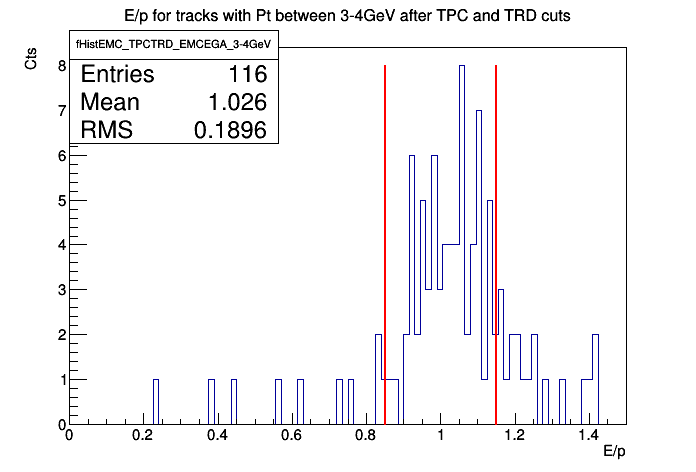 E/p for tracks with Pt between 3-4GeV after TPC and TRD cuts
fHistEMC_TPCTRD_EMCEGA_3-4GeV
Entries 116
Mean 1.026
RMS 0.1896
Cts
8
7
6
5
4
3
2
1
0
0 0.2 0.4 0.6 0.8 1 1.2 1.4
E/p